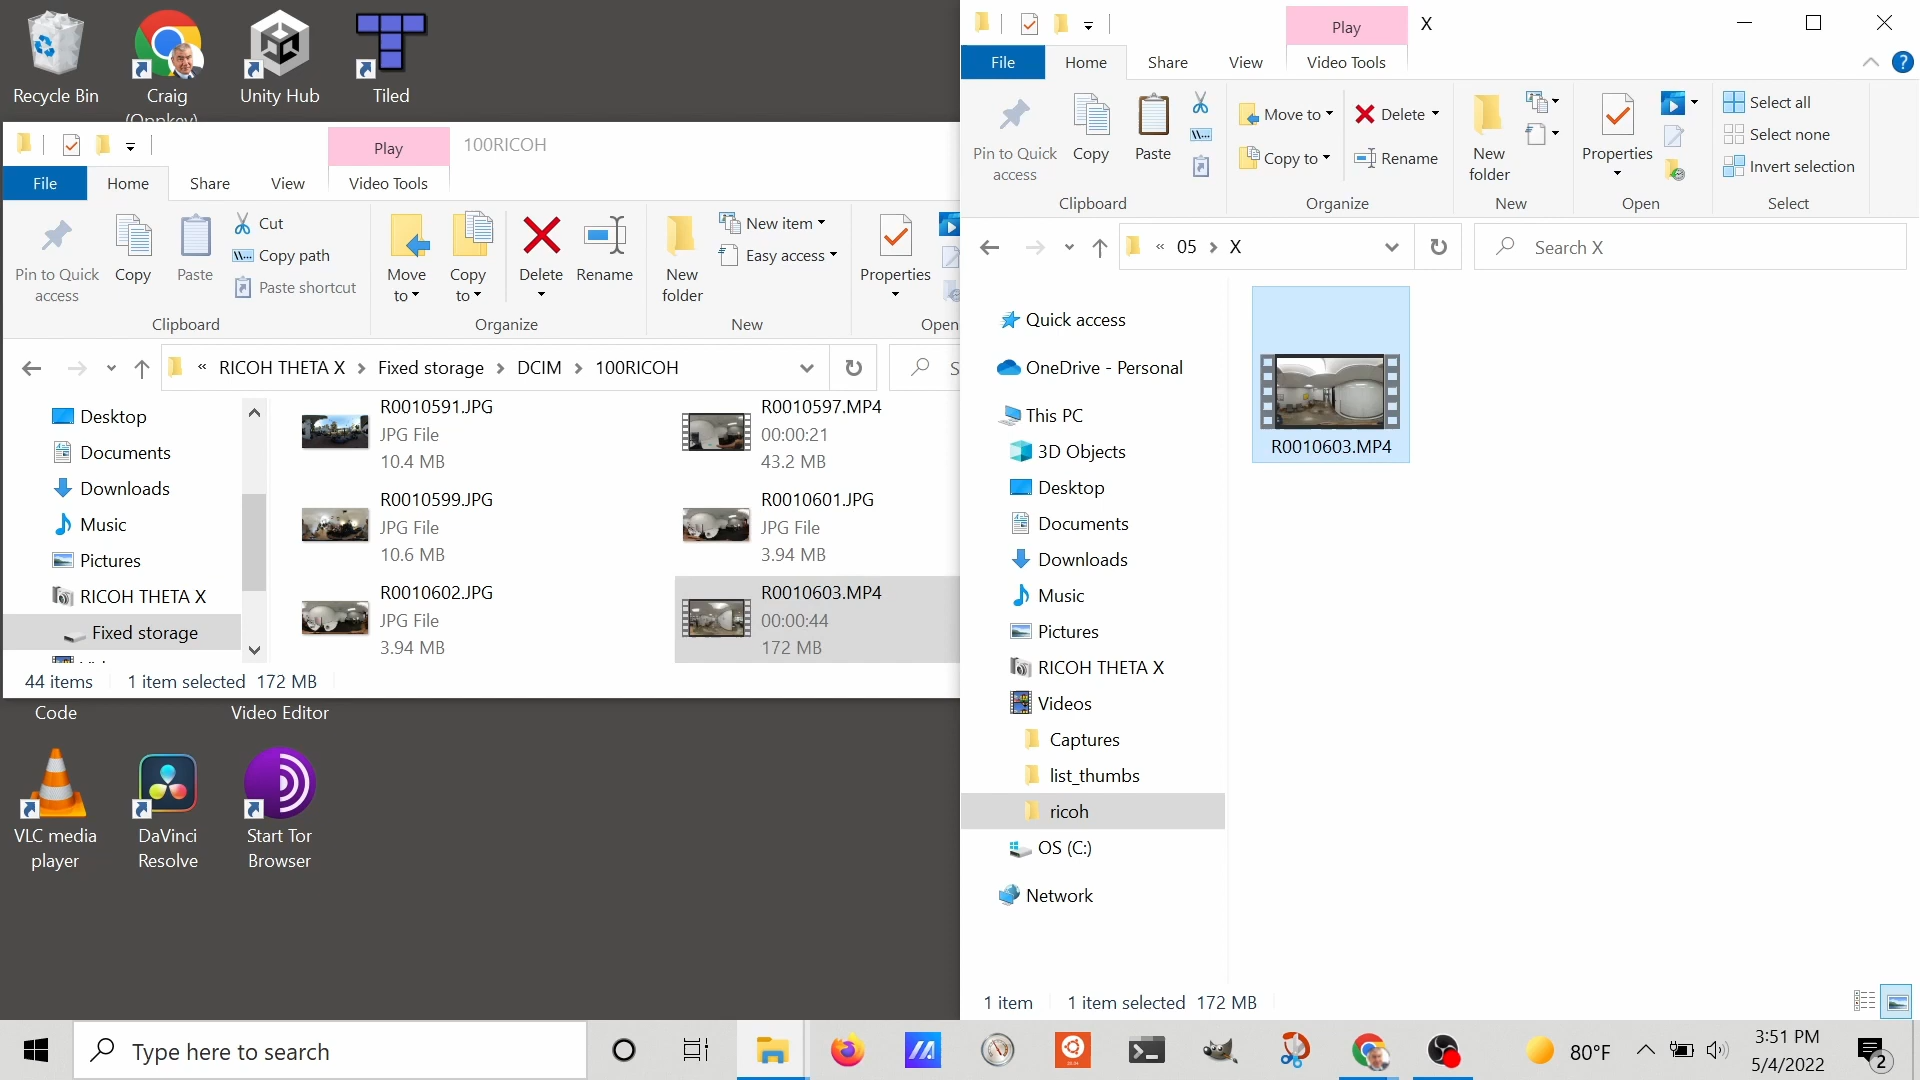 Recycle Bin
Craig
(Oppkey)
Unity Hub
Tiled
Play
100RICOH
File
Home
Share
View
Video Tools
Pin to Quick
access
Copy
Paste
Cut
Copy path
Paste shortcut
Move
to
Copy
to
Delete
Rename
New
folder
New item
Easy access
Properties
Clipboard
Organize
New
Open
« RICOH THETA X > Fixed storage > DCIM > 100RICOH
S
Desktop
Documents
Downloads
Music
Pictures
RICOH THETA X
Fixed storage
R0010591.JPG
JPG File
10.4 MB
R0010597.MP4
00:00:21
43.2 MB
R0010599.JPG
JPG File
10.6 MB
R0010601.JPG
JPG File
3.94 MB
R0010602.JPG
JPG File
3.94 MB
R0010603.MP4
00:00:44
172 MB
44 items
1 item selected 172 MB
Code
Video Editor
VLC media
player
DaVinci
Resolve
Start Tor
Browser
Play
X
File
Home
Share
View
Video Tools
?
Pin to Quick
access
Copy
Paste
Move to
Copy to
Delete
Rename
New
folder
Properties
Select all
Select none
Invert selection
Clipboard
Organize
New
Open
Select
« 05 > X
Search X
Quick access
OneDrive - Personal
This PC
3D Objects
Desktop
Documents
Downloads
Music
Pictures
RICOH THETA X
Videos
Captures
list_thumbs
ricoh
OS (C:)
Network
R0010603.MP4
1 item
1 item selected 172 MB
Type here to search
80°F
3:51 PM
5/4/2022
2